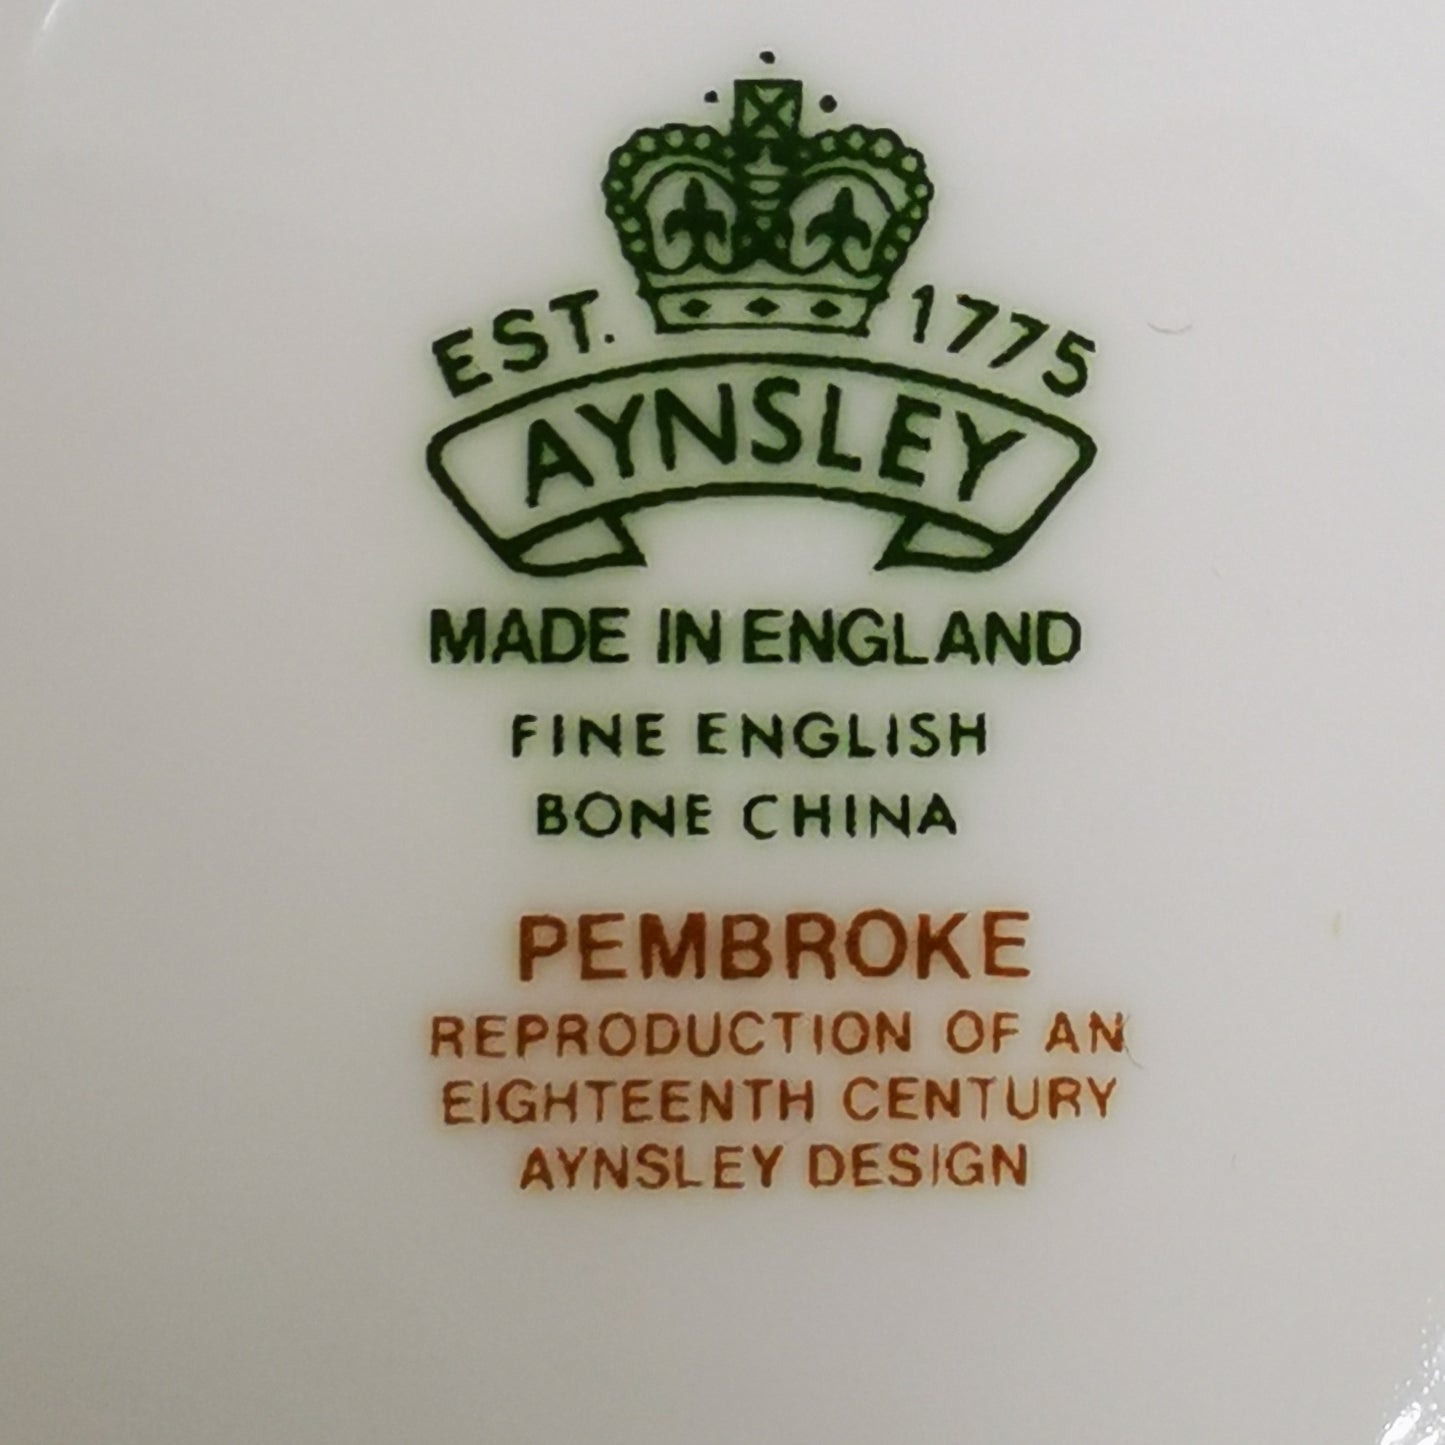 EST. 1775
AYNSLEY
MADE IN ENGLAND
FINE ENGLISH
BONE CHINA
PEMBROKE
REPRODUCTION OF AN
EIGHTEENTH CENTURY
AYNSLEY DESIGN